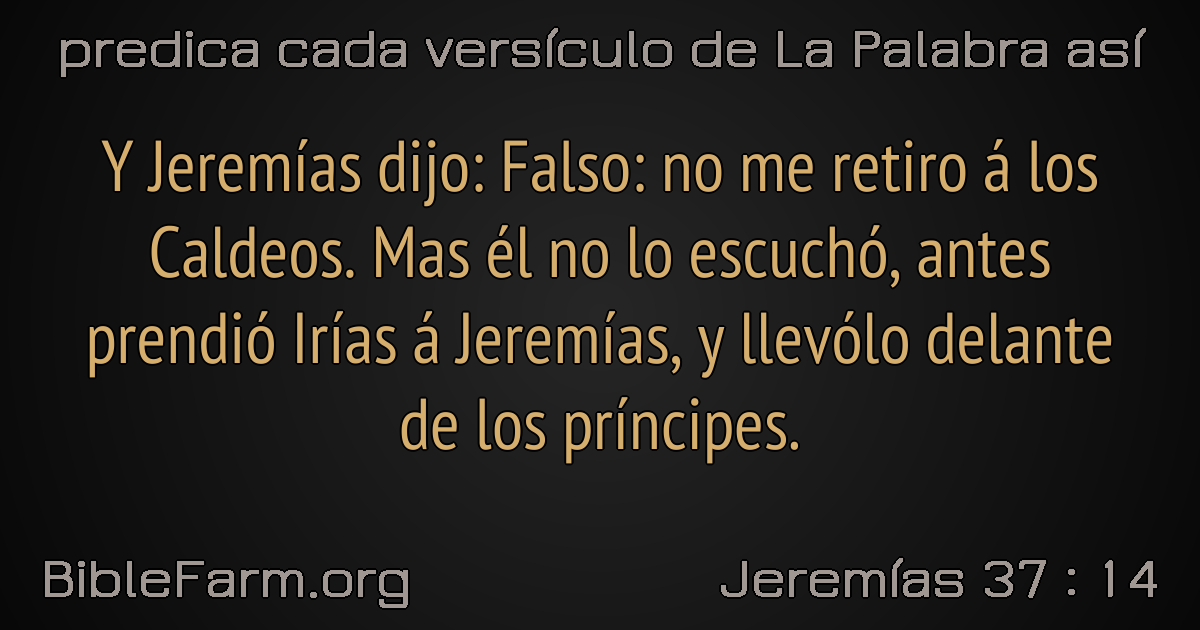 predica cada versículo de La Palabra así
Y Jeremías dijo: Falso: no me retiro á los
Caldeos. Mas él no lo escuchó, antes
prendió Irías á Jeremías, y llevólo delante
de los príncipes.
BibleFarm.org
Jeremías 37 : 14